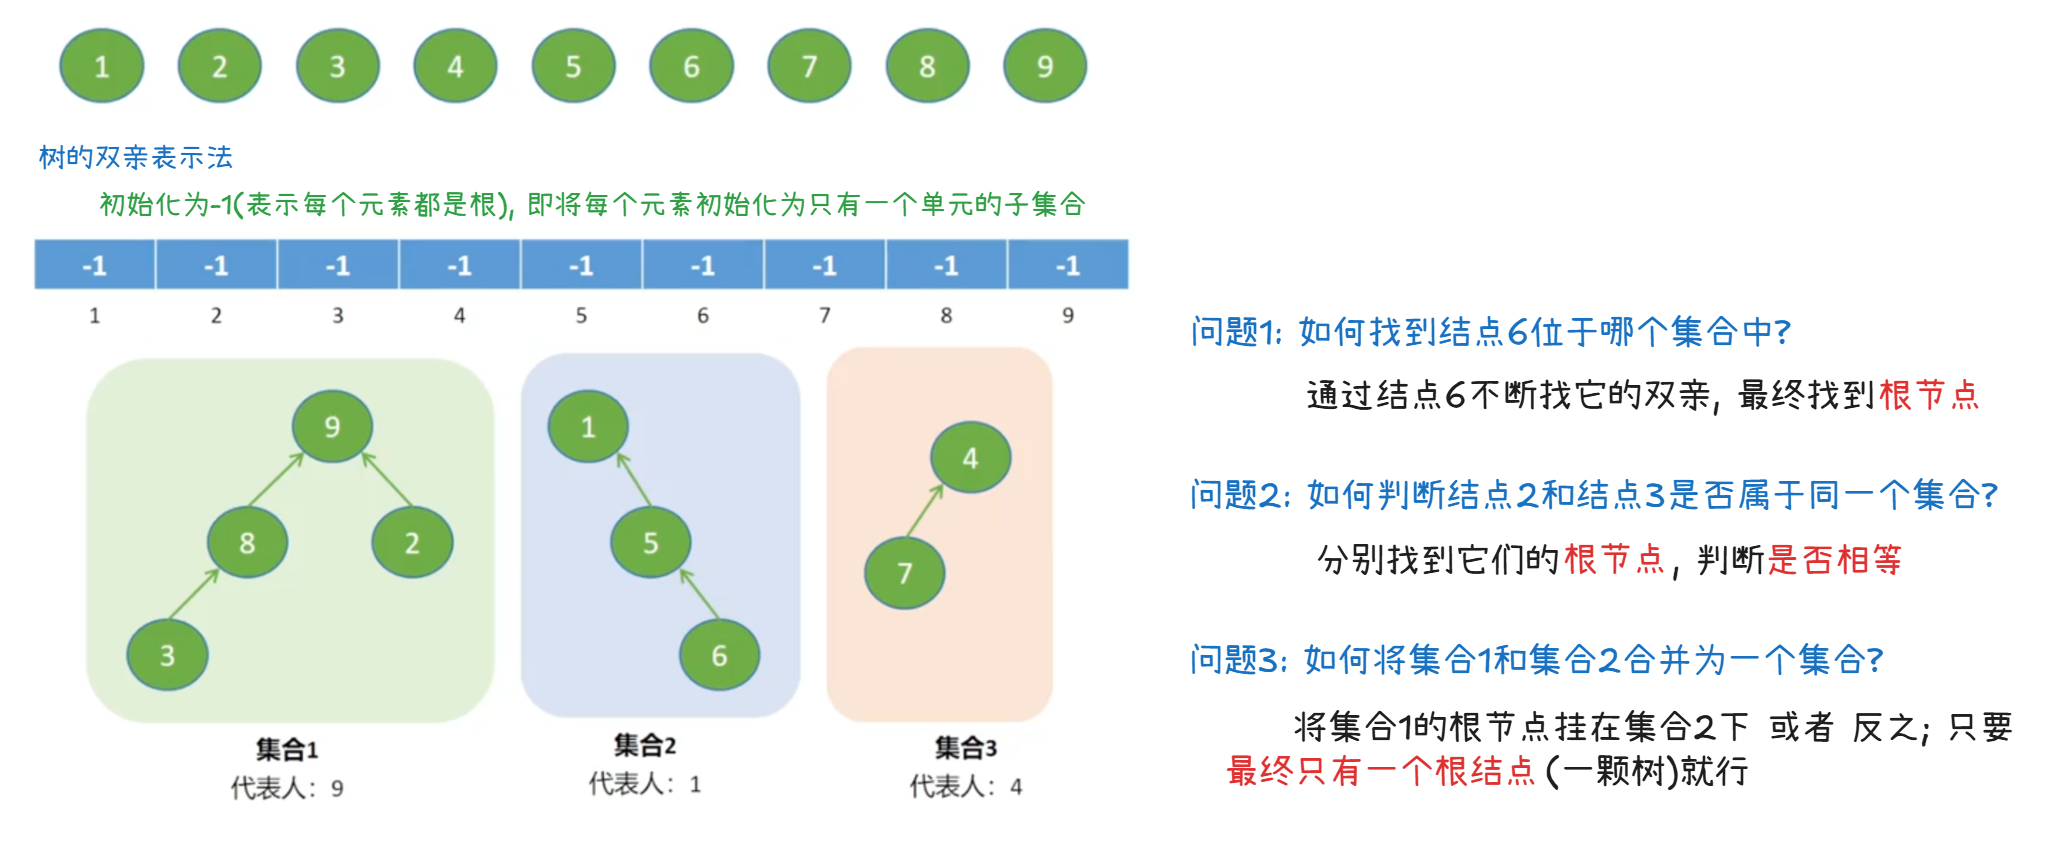 1 2 3 4 5 6 7 8 9
树的双亲表示法
初始化为-1(表示每个元素都是根), 即将每个元素初始化为只有一个单元的子集合
-1 -1 -1 -1 -1 -1 -1 -1 -1
1 2 3 4 5 6 7 8 9
9
8 2
3
集合1
代表人：9
1
5
6
集合2
代表人：1
4
7
集合3
代表人：4
问题1: 如何找到结点6位于哪个集合中?
通过结点6不断找它的双亲, 最终找到根节点
问题2: 如何判断结点2和结点3是否属于同一个集合?
分别找到它们的根节点, 判断是否相等
问题3: 如何将集合1和集合2合并为一个集合?
将集合1的根节点挂在集合2下 或者 反之; 只要
最终只有一个根结点 (一颗树)就行